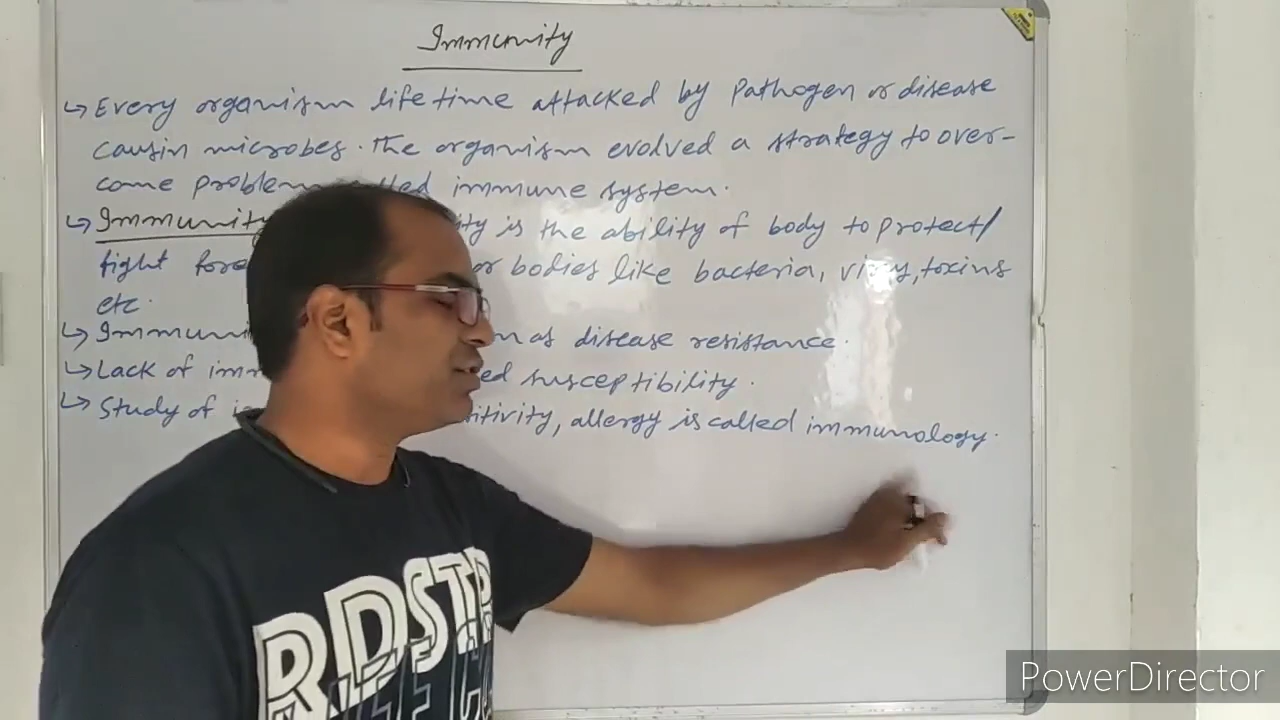 Immunity
↳ Every organism life time attacked by pathogen or disease
causin microbes. The organism evolved a strategy to over-
come problem immune system.
↳ Immunity is the ability of body to protect/
fight or bodies like bacteria, virus, toxins
etc.
↳ as disease resistance.
↳ Lack of susceptibility.
↳ Study of allergy is called immunology.
PowerDirector